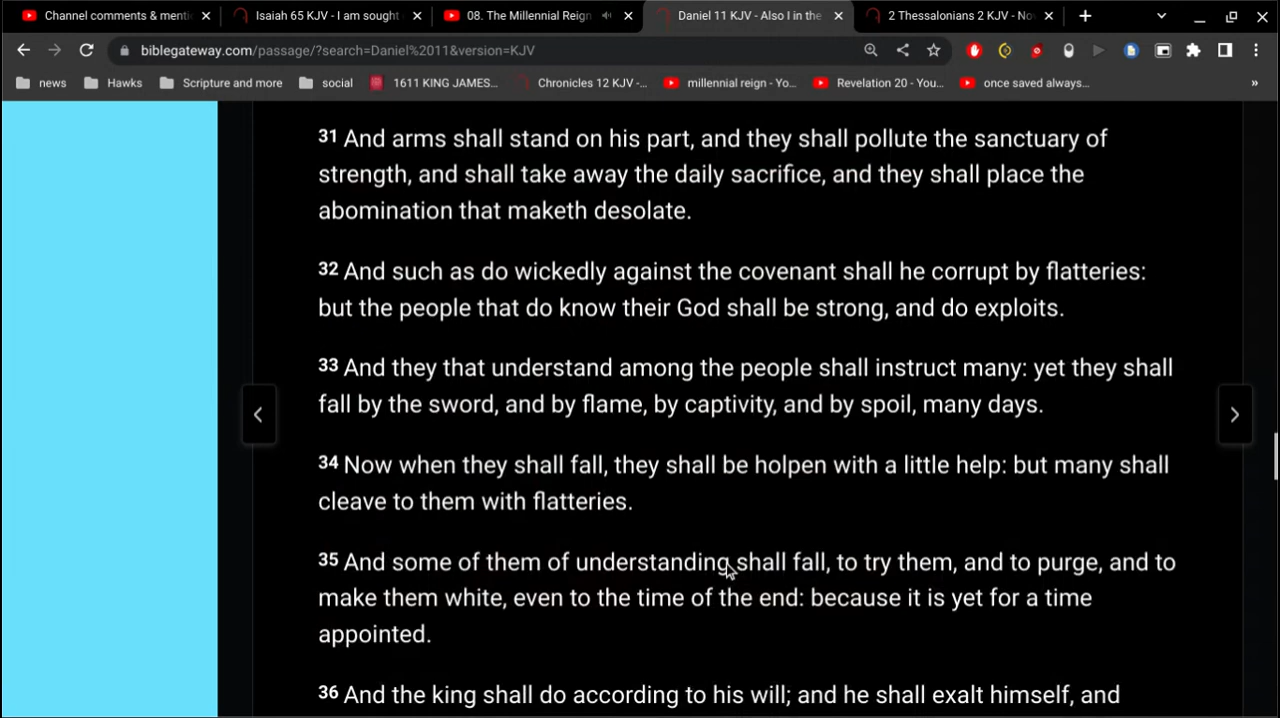 Channel comments & menti
Isaiah 65 KJV - I am sought
08. The Millennial Reign
Daniel 11 KJV - Also I in the
2 Thessalonians 2 KJV - No
biblegateway.com/passage/?search=Daniel%2011&version=KJV
news
Hawks
Scripture and more
social
1611 KING JAMES...
Chronicles 12 KJV -...
millennial reign - Yo...
Revelation 20 - You...
once saved always...
»
31 And arms shall stand on his part, and they shall pollute the sanctuary of
strength, and shall take away the daily sacrifice, and they shall place the
abomination that maketh desolate.
32 And such as do wickedly against the covenant shall he corrupt by flatteries:
but the people that do know their God shall be strong, and do exploits.
33 And they that understand among the people shall instruct many: yet they shall
fall by the sword, and by flame, by captivity, and by spoil, many days.
34 Now when they shall fall, they shall be holpen with a little help: but many shall
cleave to them with flatteries.
35 And some of them of understanding shall fall, to try them, and to purge, and to
make them white, even to the time of the end: because it is yet for a time
appointed.
36 And the king shall do according to his will; and he shall exalt himself, and